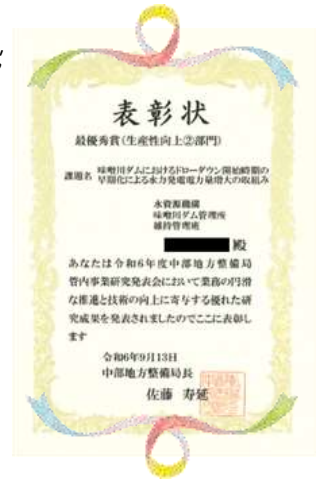 表彰状
最優秀賞(生産性向上②部門)
課題名 味噌川ダムにおけるドローダウン開始時期の
早期化による水力発電電力量増大の取組み
水資源機構
味噌川ダム管理所
維持管理班
殿
あなたは令和6年度中部地方整備局
管内事業研究発表会において業務の円滑
な推進と技術の向上に寄与する優れた研
究成果を発表されましたのでここに表彰し
ます
令和6年9月13日
中部地方整備局長
佐藤 寿延